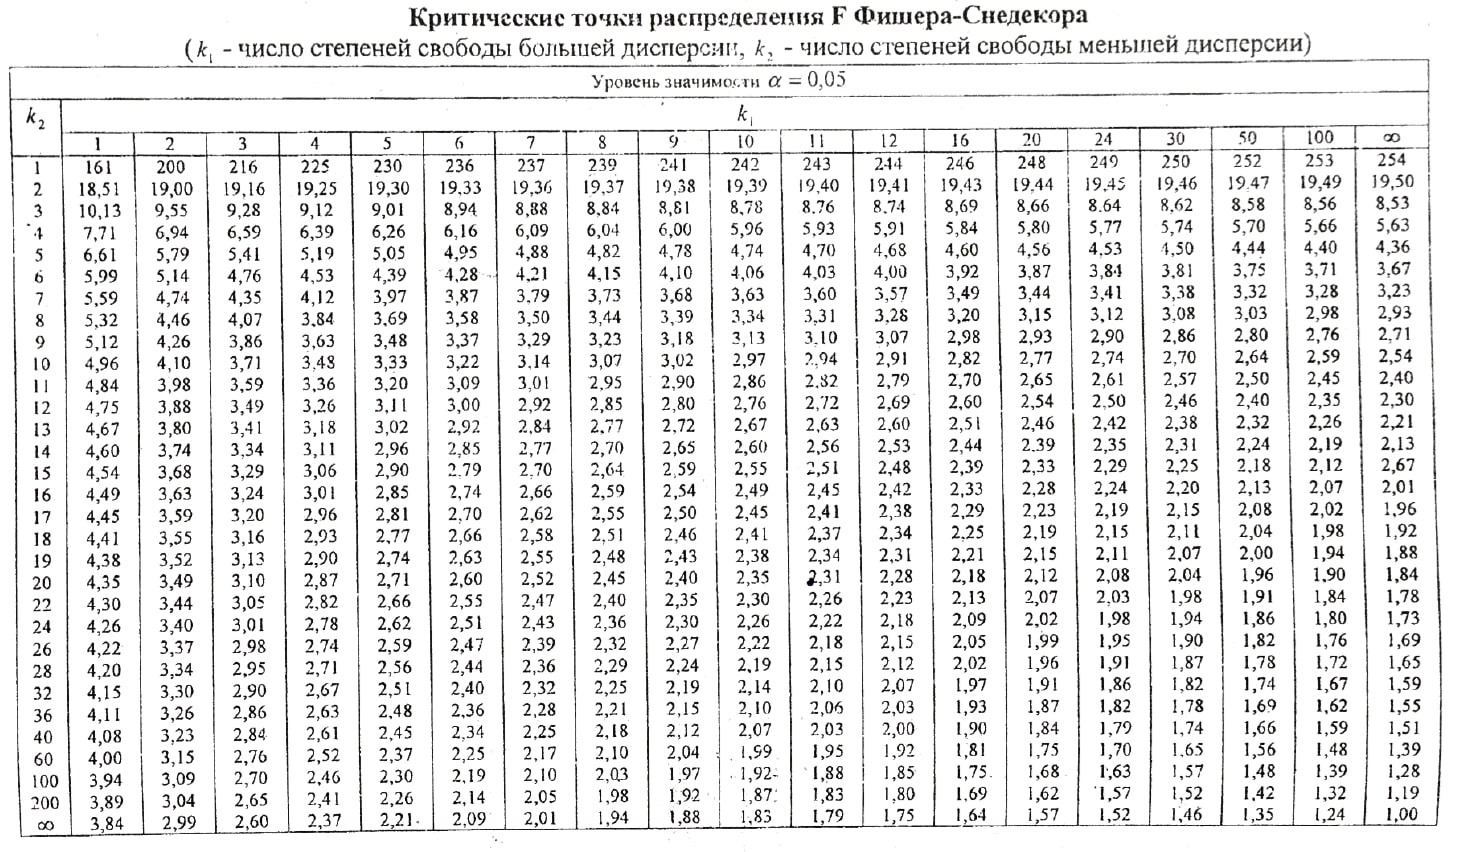 Критические точки распределения F Фишера-Снедекора
( k₁ - число степеней свободы большей дисперсии, k₂ - число степеней свободы меньшей дисперсии)
Уровень значимости α = 0,05
k₂ k₁
1 2 3 4 5 6 7 8 9 10 11 12 16 20 24 30 50 100 ∞
1 161 200 216 225 230 236 237 239 241 242 243 244 246 248 249 250 252 253 254
2 18,51 19,00 19,16 19,25 19,30 19,33 19,36 19,37 19,38 19,39 19,40 19,41 19,43 19,44 19,45 19,46 19,47 19,49 19,50
3 10,13 9,55 9,28 9,12 9,01 8,94 8,88 8,84 8,81 8,78 8,76 8,74 8,69 8,66 8,64 8,62 8,58 8,56 8,53
4 7,71 6,94 6,59 6,39 6,26 6,16 6,09 6,04 6,00 5,96 5,93 5,91 5,84 5,80 5,77 5,74 5,70 5,66 5,63
5 6,61 5,79 5,41 5,19 5,05 4,95 4,88 4,82 4,78 4,74 4,70 4,68 4,60 4,56 4,53 4,50 4,44 4,40 4,36
6 5,99 5,14 4,76 4,53 4,39 4,28 4,21 4,15 4,10 4,06 4,03 4,00 3,92 3,87 3,84 3,81 3,75 3,71 3,67
7 5,59 4,74 4,35 4,12 3,97 3,87 3,79 3,73 3,68 3,63 3,60 3,57 3,49 3,44 3,41 3,38 3,32 3,28 3,23
8 5,32 4,46 4,07 3,84 3,69 3,58 3,50 3,44 3,39 3,34 3,31 3,28 3,20 3,15 3,12 3,08 3,03 2,98 2,93
9 5,12 4,26 3,86 3,63 3,48 3,37 3,29 3,23 3,18 3,13 3,10 3,07 2,98 2,93 2,90 2,86 2,80 2,76 2,71
10 4,96 4,10 3,71 3,48 3,33 3,22 3,14 3,07 3,02 2,97 2,94 2,91 2,82 2,77 2,74 2,70 2,64 2,59 2,54
11 4,84 3,98 3,59 3,36 3,20 3,09 3,01 2,95 2,90 2,86 2,82 2,79 2,70 2,65 2,61 2,57 2,50 2,45 2,40
12 4,75 3,88 3,49 3,26 3,11 3,00 2,92 2,85 2,80 2,76 2,72 2,69 2,60 2,54 2,50 2,46 2,40 2,35 2,30
13 4,67 3,80 3,41 3,18 3,02 2,92 2,84 2,77 2,72 2,67 2,63 2,60 2,51 2,46 2,42 2,38 2,32 2,26 2,21
14 4,60 3,74 3,34 3,11 2,96 2,85 2,77 2,70 2,65 2,60 2,56 2,53 2,44 2,39 2,35 2,31 2,24 2,19 2,13
15 4,54 3,68 3,29 3,06 2,90 2,79 2,70 2,64 2,59 2,55 2,51 2,48 2,39 2,33 2,29 2,25 2,18 2,12 2,67
16 4,49 3,63 3,24 3,01 2,85 2,74 2,66 2,59 2,54 2,49 2,45 2,42 2,33 2,28 2,24 2,20 2,13 2,07 2,01
17 4,45 3,59 3,20 2,96 2,81 2,70 2,62 2,55 2,50 2,45 2,41 2,38 2,29 2,23 2,19 2,15 2,08 2,02 1,96
18 4,41 3,55 3,16 2,93 2,77 2,66 2,58 2,51 2,46 2,41 2,37 2,34 2,25 2,19 2,15 2,11 2,04 1,98 1,92
19 4,38 3,52 3,13 2,90 2,74 2,63 2,55 2,48 2,43 2,38 2,34 2,31 2,21 2,15 2,11 2,07 2,00 1,94 1,88
20 4,35 3,49 3,10 2,87 2,71 2,60 2,52 2,45 2,40 2,35 2,31 2,28 2,18 2,12 2,08 2,04 1,96 1,90 1,84
22 4,30 3,44 3,05 2,82 2,66 2,55 2,47 2,40 2,35 2,30 2,26 2,23 2,13 2,07 2,03 1,98 1,91 1,84 1,78
24 4,26 3,40 3,01 2,78 2,62 2,51 2,43 2,36 2,30 2,26 2,22 2,18 2,09 2,02 1,98 1,94 1,86 1,80 1,73
26 4,22 3,37 2,98 2,74 2,59 2,47 2,39 2,32 2,27 2,22 2,18 2,15 2,05 1,99 1,95 1,90 1,82 1,76 1,69
28 4,20 3,34 2,95 2,71 2,56 2,44 2,36 2,29 2,24 2,19 2,15 2,12 2,02 1,96 1,91 1,87 1,78 1,72 1,65
32 4,15 3,30 2,90 2,67 2,51 2,40 2,32 2,25 2,19 2,14 2,10 2,07 1,97 1,91 1,86 1,82 1,74 1,67 1,59
36 4,11 3,26 2,86 2,63 2,48 2,36 2,28 2,21 2,15 2,10 2,06 2,03 1,93 1,87 1,82 1,78 1,69 1,62 1,55
40 4,08 3,23 2,84 2,61 2,45 2,34 2,25 2,18 2,12 2,07 2,03 2,00 1,90 1,84 1,79 1,74 1,66 1,59 1,51
60 4,00 3,15 2,76 2,52 2,37 2,25 2,17 2,10 2,04 1,99 1,95 1,92 1,81 1,75 1,70 1,65 1,56 1,48 1,39
100 3,94 3,09 2,70 2,46 2,30 2,19 2,10 2,03 1,97 1,92 1,88 1,85 1,75 1,68 1,63 1,57 1,48 1,39 1,28
200 3,89 3,04 2,65 2,41 2,26 2,14 2,05 1,98 1,92 1,87 1,83 1,80 1,69 1,62 1,57 1,52 1,42 1,32 1,19
∞ 3,84 2,99 2,60 2,37 2,21 2,09 2,01 1,94 1,88 1,83 1,79 1,75 1,64 1,57 1,52 1,46 1,35 1,24 1,00